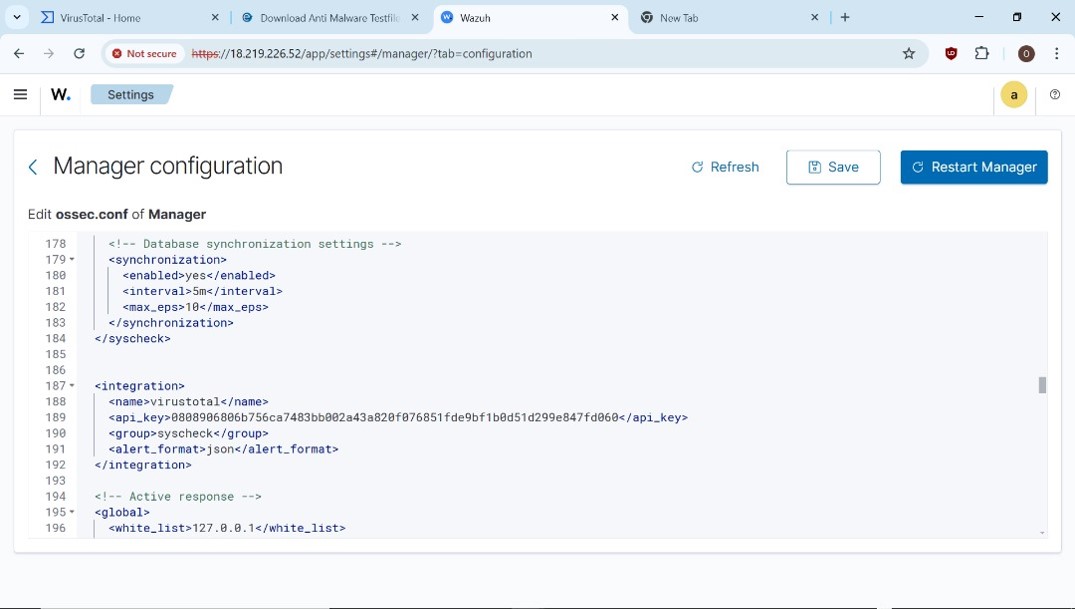 VirusTotal - Home
Download Anti Malware Testfile
Wazuh
New Tab
Not secure
https://18.219.226.52/app/settings#/manager/?tab=configuration
UD
O
W.
Settings
a
Manager configuration
Refresh
Save
Restart Manager
Edit ossec.conf of Manager
178 <!-- Database synchronization settings -->
179 <synchronization>
180 <enabled>yes</enabled>
181 <interval>5m</interval>
182 <max_eps>10</max_eps>
183 </synchronization>
184 </syscheck>
185
186
187 <integration>
188 <name>virustotal</name>
189 <api_key>0808906806b756ca7483bb002a43a820f076851fde9bf1b0d51d299e847fd060</api_key>
190 <group>syscheck</group>
191 <alert_format>json</alert_format>
192 </integration>
193
194 <!-- Active response -->
195 <global>
196 <white_list>127.0.0.1</white_list>